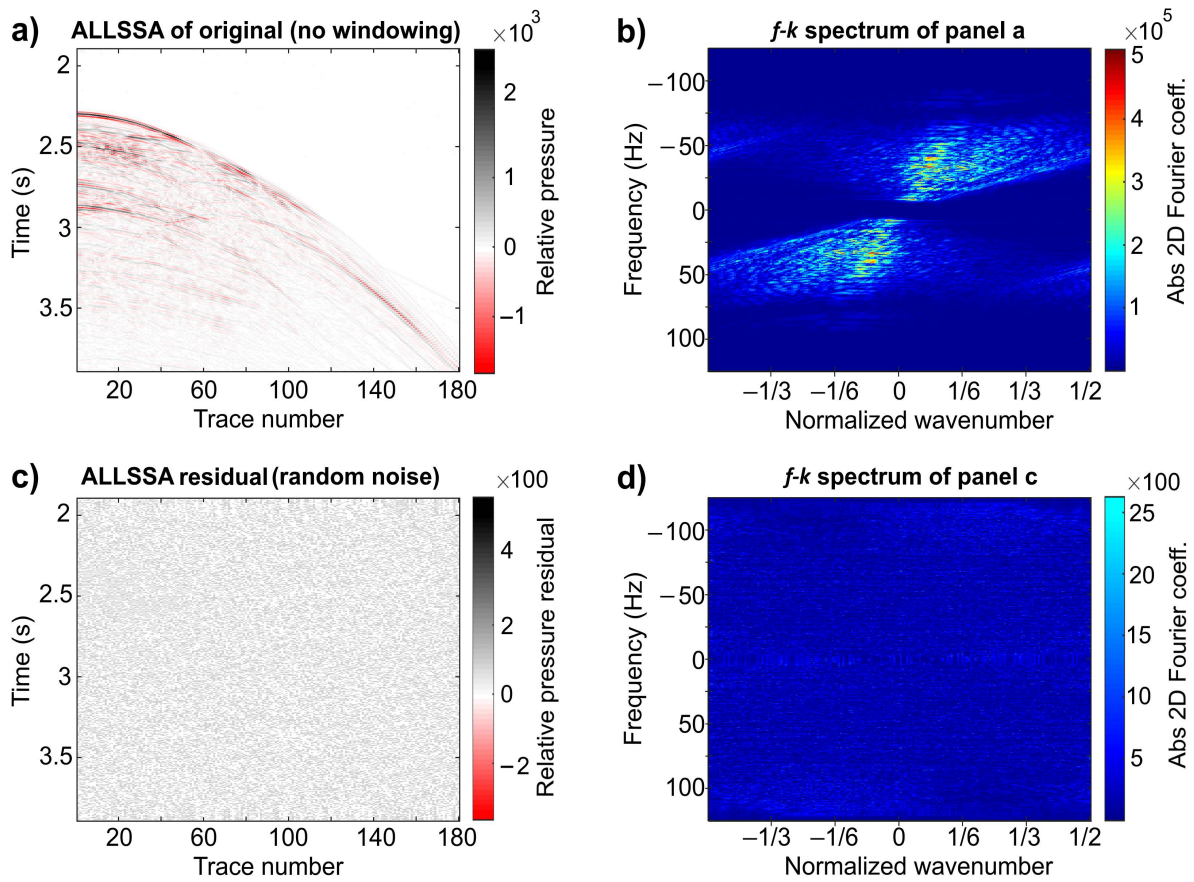 a) ALLSSA of original (no windowing) ×10³
2
2.5
3
3.5
Time (s)
20 60 100 140 180
Trace number
2
1
0
−1
Relative pressure
b) f-k spectrum of panel a ×10⁵
−100
−50
0
50
100
Frequency (Hz)
−1/3 −1/6 0 1/6 1/3 1/2
Normalized wavenumber
5
4
3
2
1
Abs 2D Fourier coeff.
c) ALLSSA residual (random noise) ×100
2
2.5
3
3.5
Time (s)
20 60 100 140 180
Trace number
4
2
0
−2
Relative pressure residual
d) f-k spectrum of panel c ×100
−100
−50
0
50
100
Frequency (Hz)
−1/3 −1/6 0 1/6 1/3 1/2
Normalized wavenumber
25
20
15
10
5
Abs 2D Fourier coeff.